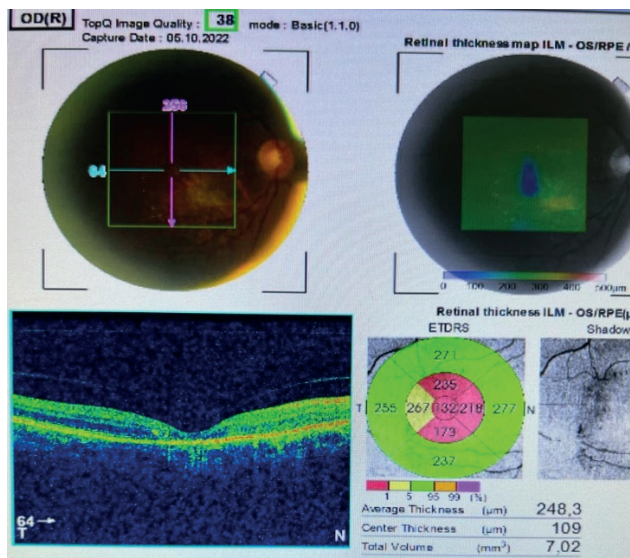 OD(R) TopQ Image Quality : 38 mode : Basic(1.1.0)
Capture Date : 05.10.2022
Retinal thickness map ILM - OS/RPE
256
64
0 100 200 300 400 500μm
Retinal thickness ILM - OS/RPE(μ
ETDRS
Shadow
271
235
T 255 267 132 218 277 N
173
237
1 5 95 99 (%)
Average Thickness (μm) 248,3
Center Thickness (μm) 109
Total Volume (mm³) 7,02
64
T N